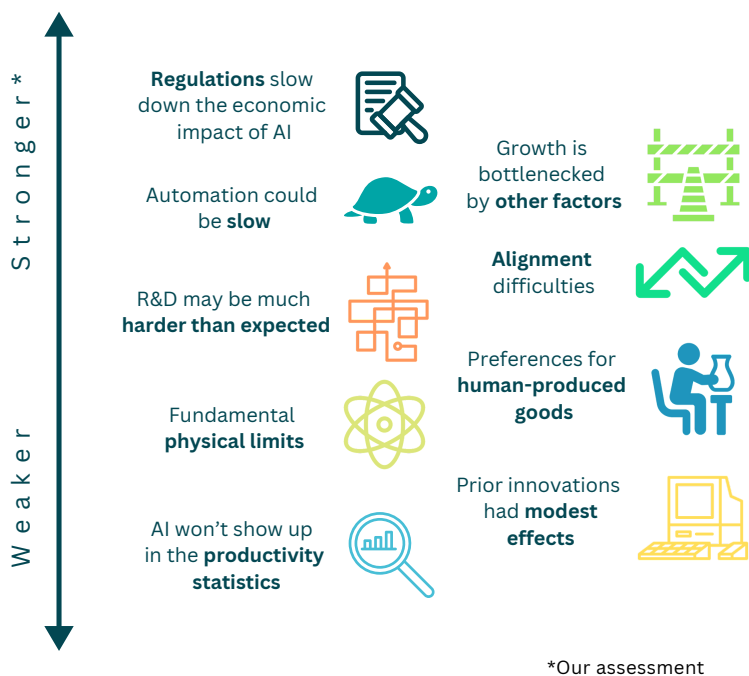 Stronger*
Weaker
Regulations slow
down the economic
impact of AI
Automation could
be slow
R&D may be much
harder than expected
Fundamental
physical limits
AI won’t show up
in the productivity
statistics
Growth is
bottlenecked
by other factors
Alignment
difficulties
Preferences for
human-produced
goods
Prior innovations
had modest
effects
*Our assessment